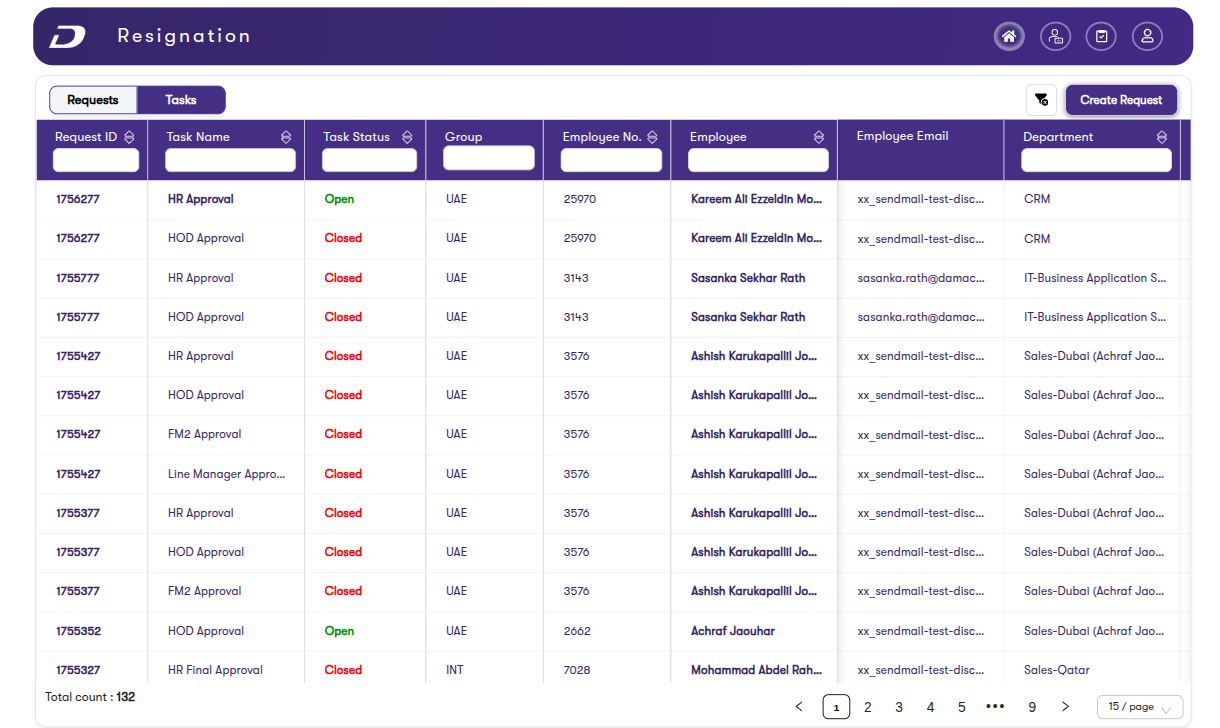 Resignation
Requests Tasks Create Request
Request ID Task Name Task Status Group Employee No. Employee Employee Email Department
1756277 HR Approval Open UAE 25970 Kareem Ali Ezzeldin Mo... xx_sendmail-test-disc... CRM
1756277 HOD Approval Closed UAE 25970 Kareem Ali Ezzeldin Mo... xx_sendmail-test-disc... CRM
1755777 HR Approval Closed UAE 3143 Sasanka Sekhar Rath sasanka.rath@damac... IT-Business Application S...
1755777 HOD Approval Closed UAE 3143 Sasanka Sekhar Rath sasanka.rath@damac... IT-Business Application S...
1755427 HR Approval Closed UAE 3576 Ashish Karukapallil Jo... xx_sendmail-test-disc... Sales-Dubai (Achraf Jao...
1755427 HOD Approval Closed UAE 3576 Ashish Karukapallil Jo... xx_sendmail-test-disc... Sales-Dubai (Achraf Jao...
1755427 FM2 Approval Closed UAE 3576 Ashish Karukapallil Jo... xx_sendmail-test-disc... Sales-Dubai (Achraf Jao...
1755427 Line Manager Appro... Closed UAE 3576 Ashish Karukapallil Jo... xx_sendmail-test-disc... Sales-Dubai (Achraf Jao...
1755377 HR Approval Closed UAE 3576 Ashish Karukapallil Jo... xx_sendmail-test-disc... Sales-Dubai (Achraf Jao...
1755377 HOD Approval Closed UAE 3576 Ashish Karukapallil Jo... xx_sendmail-test-disc... Sales-Dubai (Achraf Jao...
1755377 FM2 Approval Closed UAE 3576 Ashish Karukapallil Jo... xx_sendmail-test-disc... Sales-Dubai (Achraf Jao...
1755352 HOD Approval Open UAE 2662 Achraf Jaouhar xx_sendmail-test-disc... Sales-Dubai (Achraf Jao...
1755327 HR Final Approval Closed INT 7028 Mohammad Abdel Rah... xx_sendmail-test-disc... Sales-Qatar
Total count : 132
< 1 2 3 4 5 ••• 9 > 15 / page